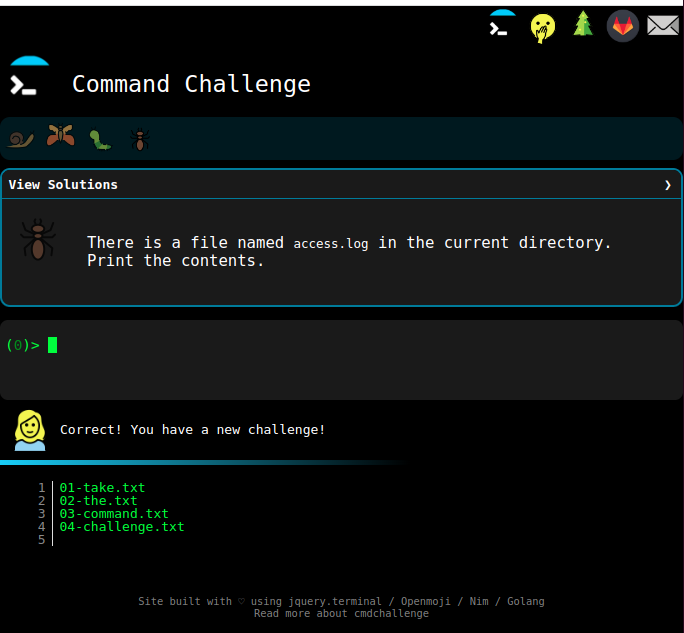 Command Challenge
View Solutions ❯
There is a file named access.log in the current directory.
Print the contents.
(0)>
Correct! You have a new challenge!
1 01-take.txt
2 02-the.txt
3 03-command.txt
4 04-challenge.txt
5
Site built with ♡ using jquery.terminal / Openmoji / Nim / Golang
Read more about cmdchallenge